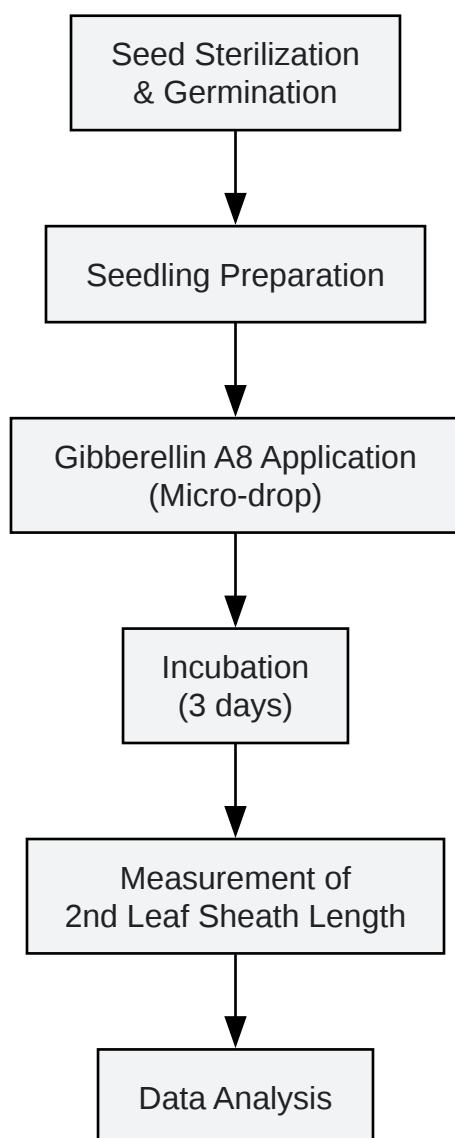 Seed Sterilization
& Germination
Seedling Preparation
Gibberellin A8 Application
(Micro-drop)
Incubation
(3 days)
Measurement of
2nd Leaf Sheath Length
Data Analysis